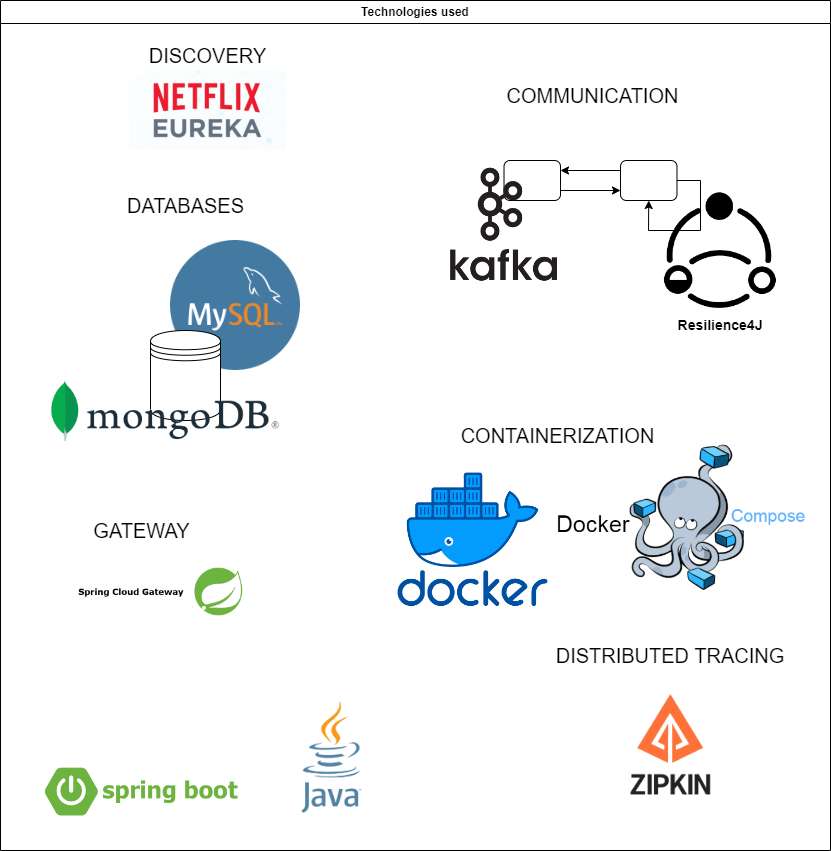 Technologies used
DISCOVERY
NETFLIX
EUREKA
COMMUNICATION
kafka
Resilience4J
DATABASES
MySQL™
mongoDB®
CONTAINERIZATION
docker
Docker
Compose
GATEWAY
Spring Cloud Gateway
DISTRIBUTED TRACING
ZIPKIN
spring boot
Java